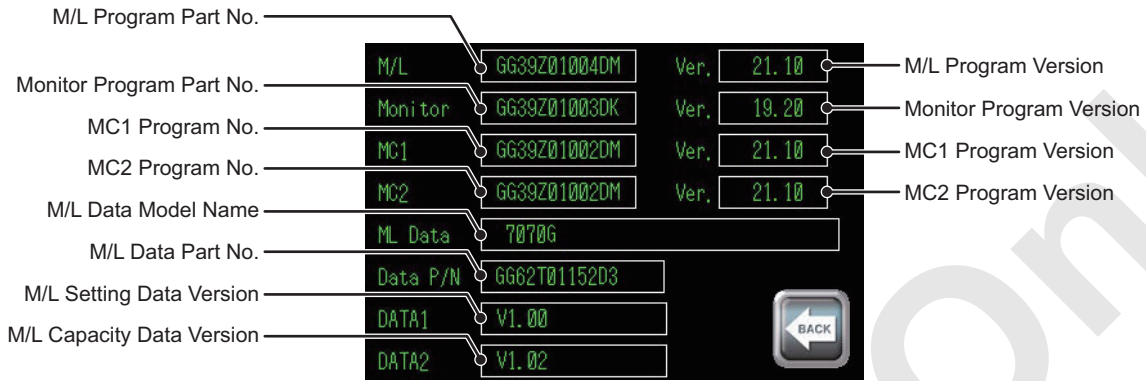 M/L Program Part No.
M/L GG39Z01004DM Ver. 21.10
M/L Program Version
Monitor Program Part No.
Monitor GG39Z01003DK Ver. 19.20
Monitor Program Version
MC1 Program No.
MC1 GG39Z01002DM Ver. 21.10
MC1 Program Version
MC2 Program No.
MC2 GG39Z01002DM Ver. 21.10
MC2 Program Version
M/L Data Model Name
ML Data 7070G
M/L Data Part No.
Data P/N GG62T01152D3
M/L Setting Data Version
DATA1 V1.00
M/L Capacity Data Version
DATA2 V1.02
BACK